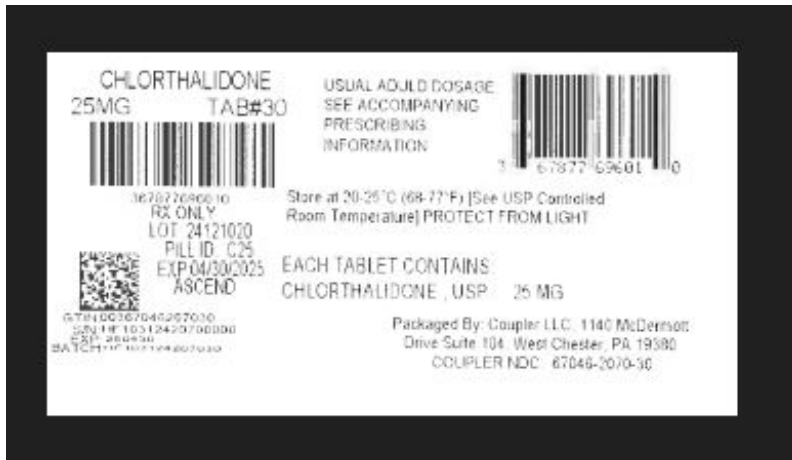 CHLORTHALIDONE
25MG TAB#30
RX ONLY
LOT 24121020
PILL ID: C25
EXP 04/30/2025
ASCEND
USUAL ADULD DOSAGE
SEE ACCOMPANYING
PRESCRIBING
INFORMATION
3 67877 69601 0
Store at 20-25°C (68-77°F) [See USP Controlled
Room Temperature] PROTECT FROM LIGHT
EACH TABLET CONTAINS
CHLORTHALIDONE , USP 25 MG
Packaged By: Coupler LLC, 1140 McDermott
Drive Suite 104, West Chester, PA 19380
COUPLER NDC: 67046-2070-30